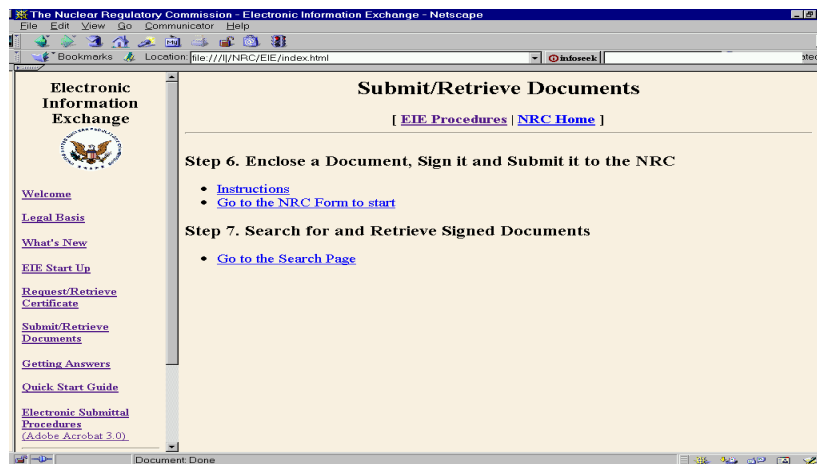 The Nuclear Regulatory Commission - Electronic Information Exchange - Netscape
File Edit View Go Communicator Help
Bookmarks Location: file:///I|/NRC/EIE/index.html infoseek
Electronic
Information
Exchange
Welcome
Legal Basis
What's New
EIE Start Up
Request/Retrieve
Certificate
Submit/Retrieve
Documents
Getting Answers
Quick Start Guide
Electronic Submittal
Procedures
(Adobe Acrobat 3.0)
Submit/Retrieve Documents
[ EIE Procedures | NRC Home ]
Step 6. Enclose a Document, Sign it and Submit it to the NRC
• Instructions
• Go to the NRC Form to start
Step 7. Search for and Retrieve Signed Documents
• Go to the Search Page
Document: Done